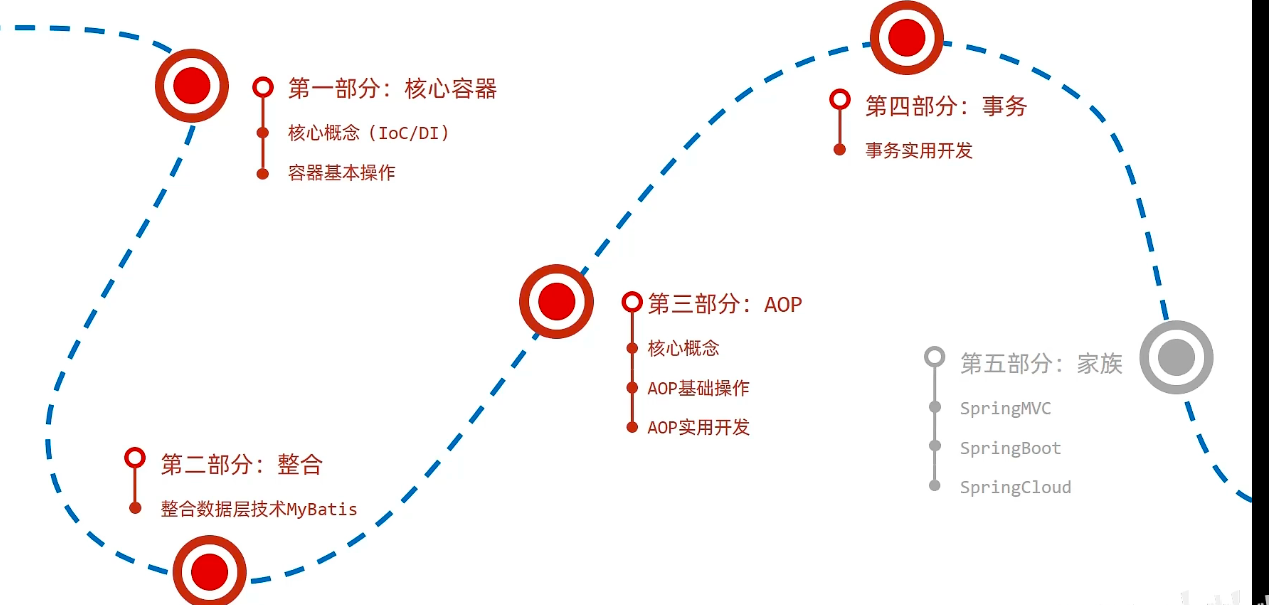 第一部分：核心容器
核心概念（IoC/DI）
容器基本操作
第二部分：整合
整合数据层技术MyBatis
第三部分：AOP
核心概念
AOP基础操作
AOP实用开发
第四部分：事务
事务实用开发
第五部分：家族
SpringMVC
SpringBoot
SpringCloud